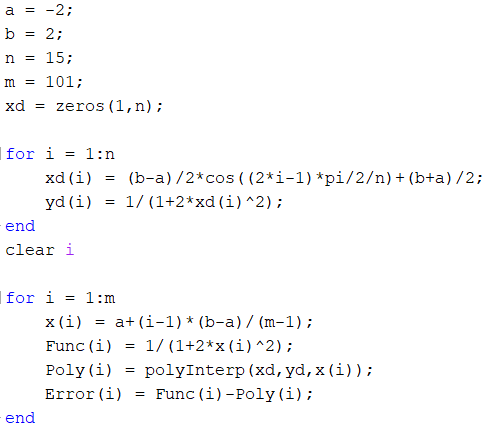 a = -2;
b = 2;
n = 15;
m = 101;
xd = zeros(1,n);
for i = 1:n
xd(i) = (b-a)/2*cos((2*i-1)*pi/2/n)+(b+a)/2;
yd(i) = 1/(1+2*xd(i)^2);
end
clear i
for i = 1:m
x(i) = a+(i-1)*(b-a)/(m-1);
Func(i) = 1/(1+2*x(i)^2);
Poly(i) = polyInterp(xd,yd,x(i));
Error(i) = Func(i)-Poly(i);
end